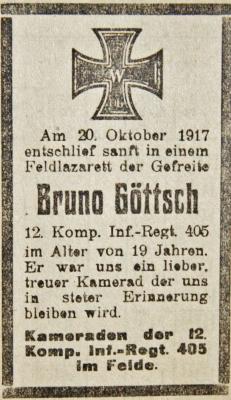 W
Am 20. Oktober 1917
entschlief sanft in einem
Feldlazarett der Gefreite
Bruno Göttsch
12. Komp. Inf.-Regt. 405
im Alter von 19 Jahren.
Er war uns ein lieber,
treuer Kamerad der uns
in steter Erinnerung
bleiben wird.
Kameraden der 12.
Komp. Inf.-Regt. 405
im Felde.